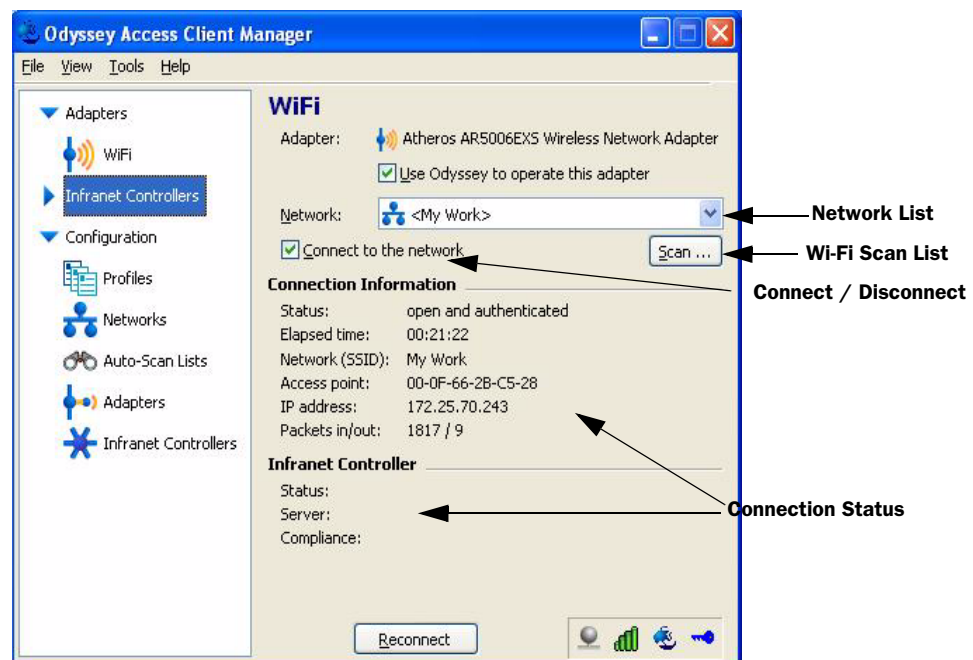 Odyssey Access Client Manager
File View Tools Help
Adapters
WiFi
Infranet Controllers
Configuration
Profiles
Networks
Auto-Scan Lists
Adapters
Infranet Controllers
WiFi
Adapter: Atheros AR5006EXS Wireless Network Adapter
Use Odyssey to operate this adapter
Network: <My Work>
Connect to the network
Scan ...
Connection Information
Status: open and authenticated
Elapsed time: 00:21:22
Network (SSID): My Work
Access point: 00-0F-66-2B-C5-28
IP address: 172.25.70.243
Packets in/out: 1817 / 9
Infranet Controller
Status:
Server:
Compliance:
Reconnect
Network List
Wi-Fi Scan List
Connect / Disconnect
Connection Status